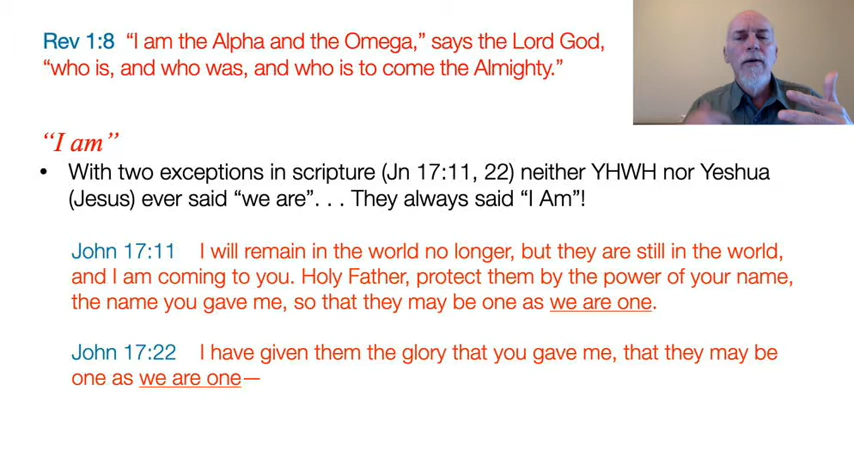 Rev 1:8 “I am the Alpha and the Omega,” says the Lord God,
“who is, and who was, and who is to come the Almighty.”
“I am”
• With two exceptions in scripture (Jn 17:11, 22) neither YHWH nor Yeshua
(Jesus) ever said “we are”. . . They always said “I Am”!
John 17:11 I will remain in the world no longer, but they are still in the world,
and I am coming to you. Holy Father, protect them by the power of your name,
the name you gave me, so that they may be one as we are one.
John 17:22 I have given them the glory that you gave me, that they may be
one as we are one—